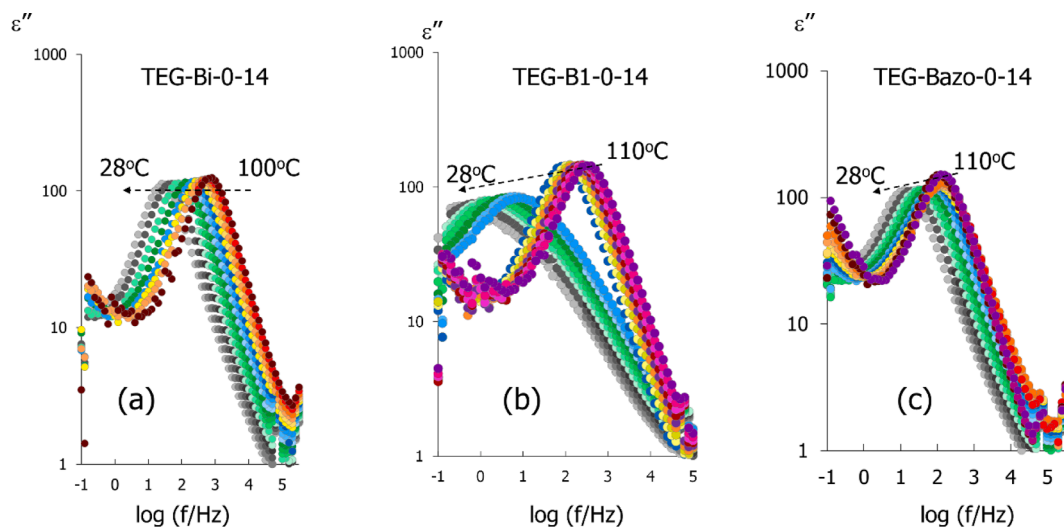 ε″
1000
100
10
1
TEG-Bi-0-14
28°C
100°C
(a)
-1 0 1 2 3 4 5
log (f/Hz)
ε″
1000
100
10
1
TEG-B1-0-14
28°C
110°C
(b)
-1 0 1 2 3 4 5
log (f/Hz)
ε″
1000
100
10
1
TEG-Bazo-0-14
28°C
110°C
(c)
-1 0 1 2 3 4 5
log (f/Hz)